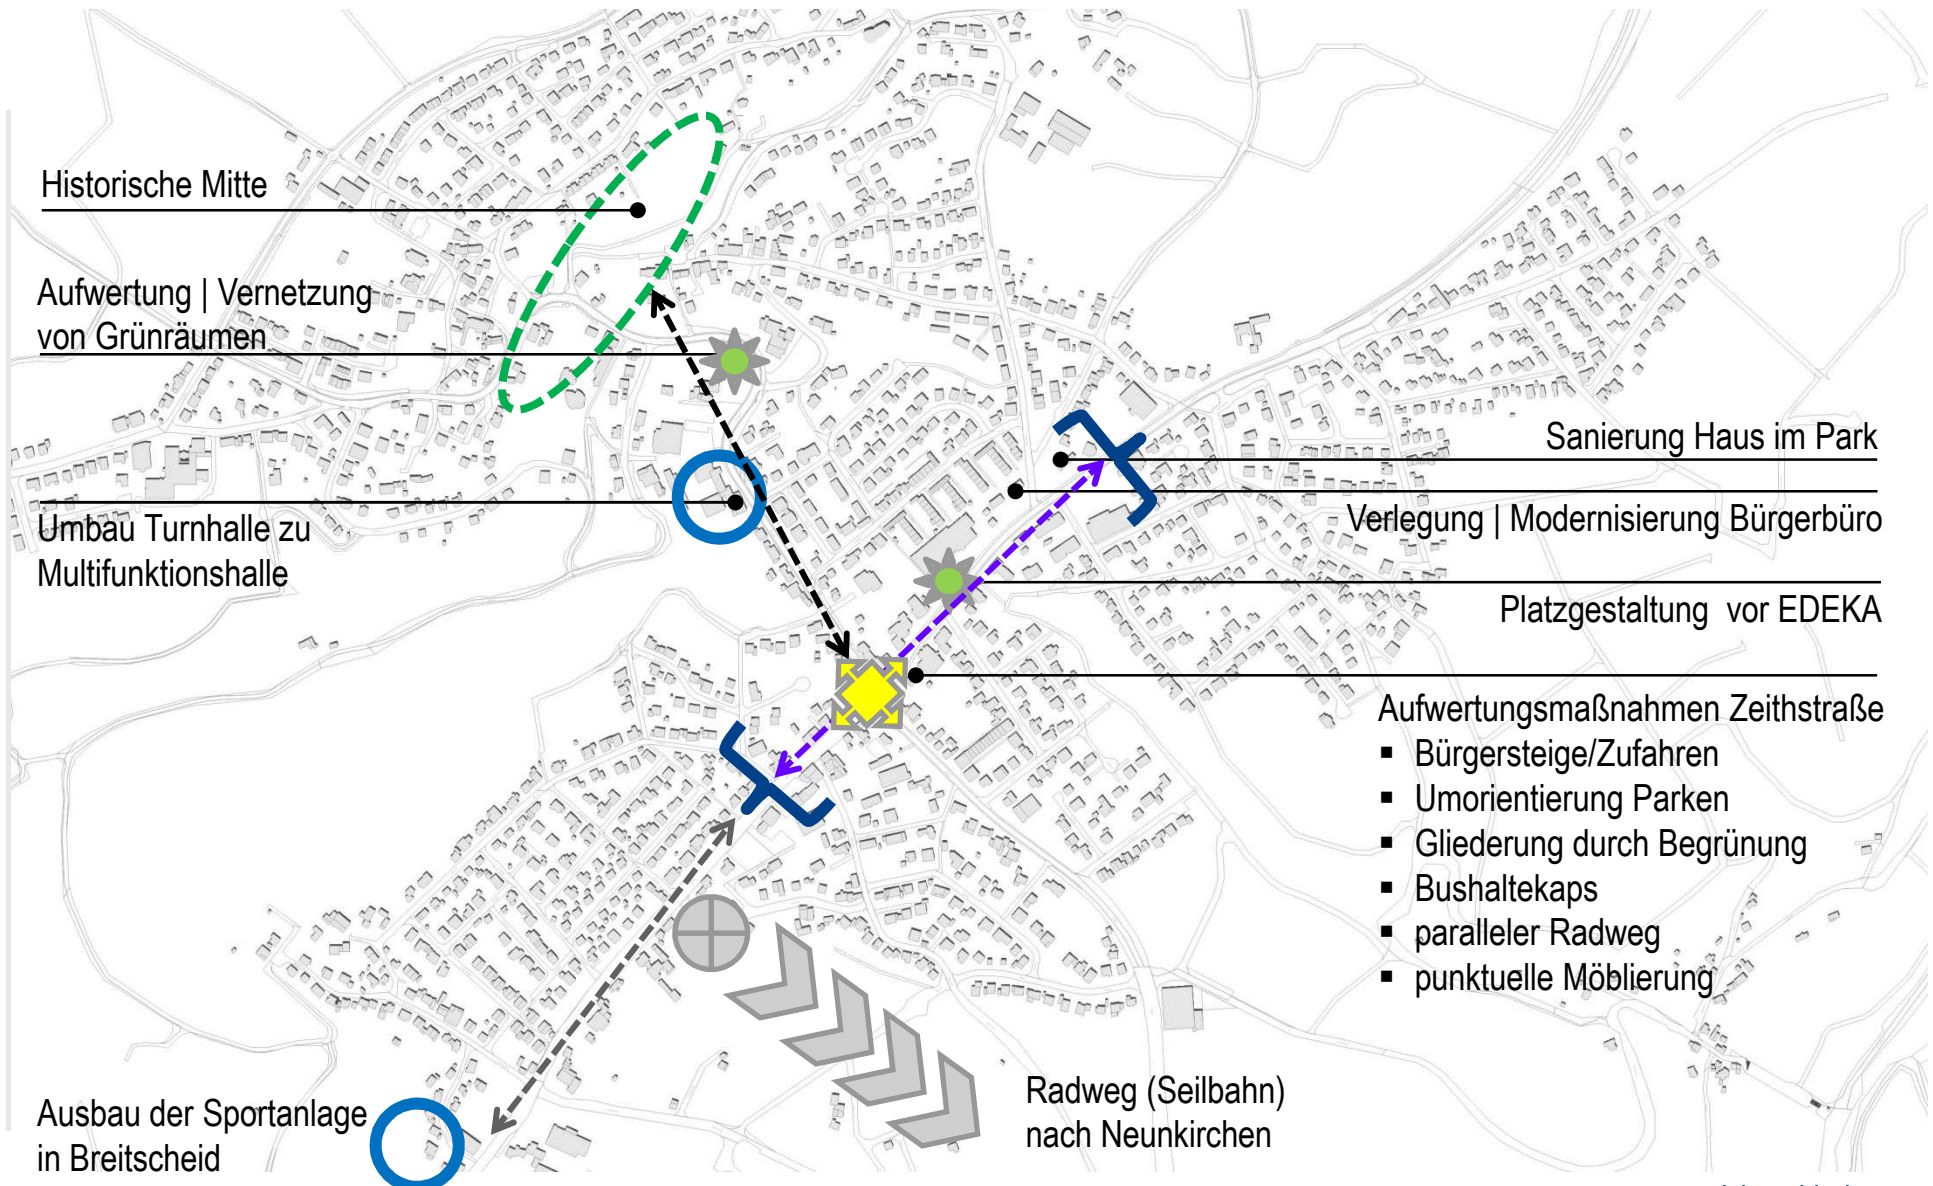 Historische Mitte
Aufwertung | Vernetzung
von Grünräumen
Umbau Turnhalle zu
Multifunktionshalle
Sanierung Haus im Park
Verlegung | Modernisierung Bürgerbüro
Platzgestaltung vor EDEKA
Aufwertungsmaßnahmen Zeithstraße
▪ Bürgersteige/Zufahren
▪ Umorientierung Parken
▪ Gliederung durch Begrünung
▪ Bushaltekaps
▪ paralleler Radweg
▪ punktuelle Möblierung
Radweg (Seilbahn)
nach Neunkirchen
Ausbau der Sportanlage
in Breitscheid